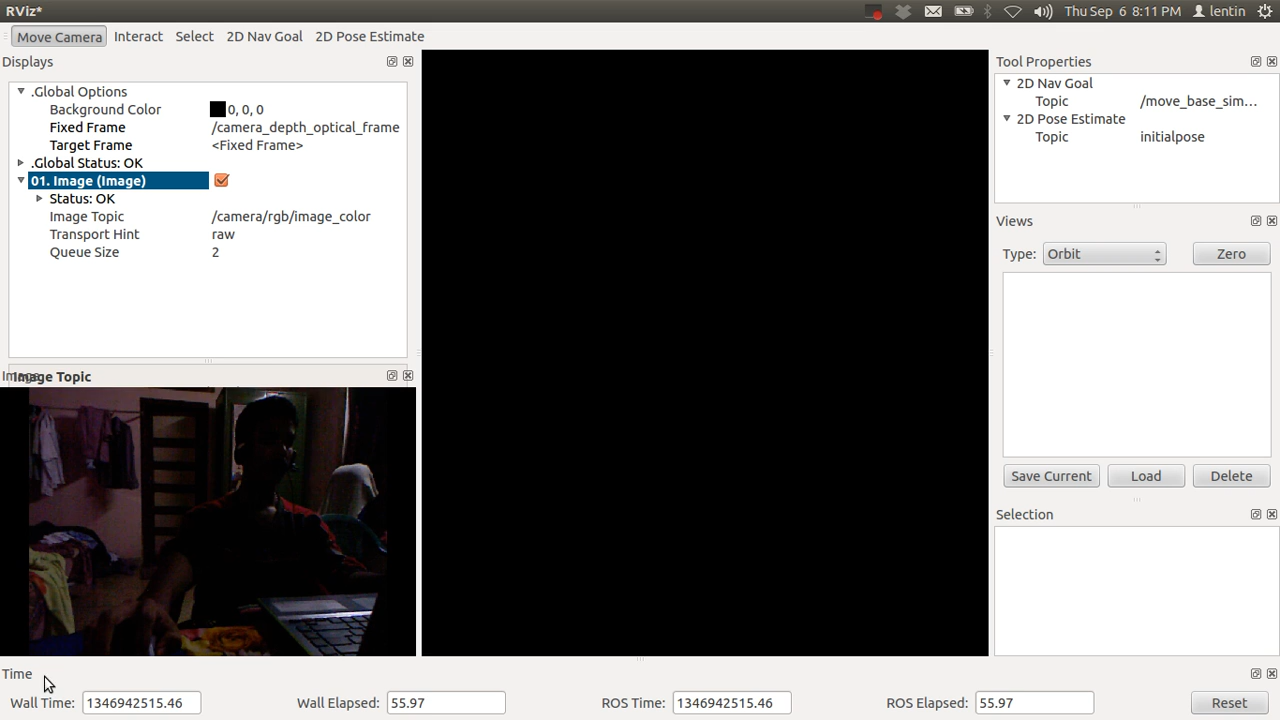 RViz*
Thu Sep 6 8:11 PM lentin
Move Camera Interact Select 2D Nav Goal 2D Pose Estimate
Displays
.Global Options
Background Color 0, 0, 0
Fixed Frame /camera_depth_optical_frame
Target Frame <Fixed Frame>
.Global Status: OK
01. Image (Image)
Status: OK
Image Topic /camera/rgb/image_color
Transport Hint raw
Queue Size 2
Image Topic
Tool Properties
2D Nav Goal
Topic /move_base_sim...
2D Pose Estimate
Topic initialpose
Views
Type: Orbit Zero
Save Current Load Delete
Selection
Time
Wall Time: 1346942515.46 Wall Elapsed: 55.97 ROS Time: 1346942515.46 ROS Elapsed: 55.97 Reset